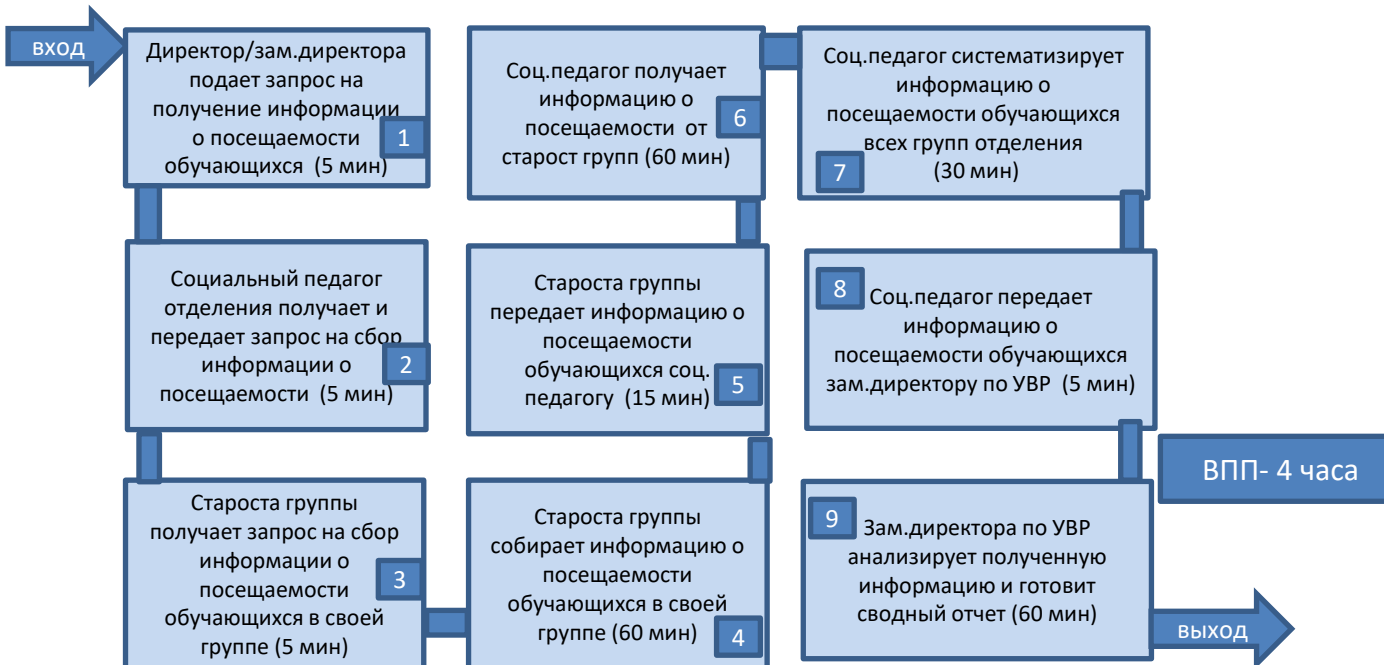 вход
Директор/зам.директора
подает запрос на
получение информации
о посещаемости
обучающихся (5 мин)
1
Социальный педагог
отделения получает и
передает запрос на сбор
информации о
посещаемости (5 мин)
2
Староста группы
получает запрос на сбор
информации о
посещаемости
обучающихся в своей
группе (5 мин)
3
Староста группы
собирает информацию о
посещаемости
обучающихся в своей
группе (60 мин)
4
Староста группы
передает информацию о
посещаемости
обучающихся соц.
педагогу (15 мин)
5
Соц.педагог получает
информацию о
посещаемости от
старост групп (60 мин)
6
Соц.педагог систематизирует
информацию о
посещаемости обучающихся
всех групп отделения
(30 мин)
7
8
Соц.педагог передает
информацию о
посещаемости обучающихся
зам.директору по УВР (5 мин)
9
Зам.директора по УВР
анализирует полученную
информацию и готовит
сводный отчет (60 мин)
ВПП- 4 часа
выход